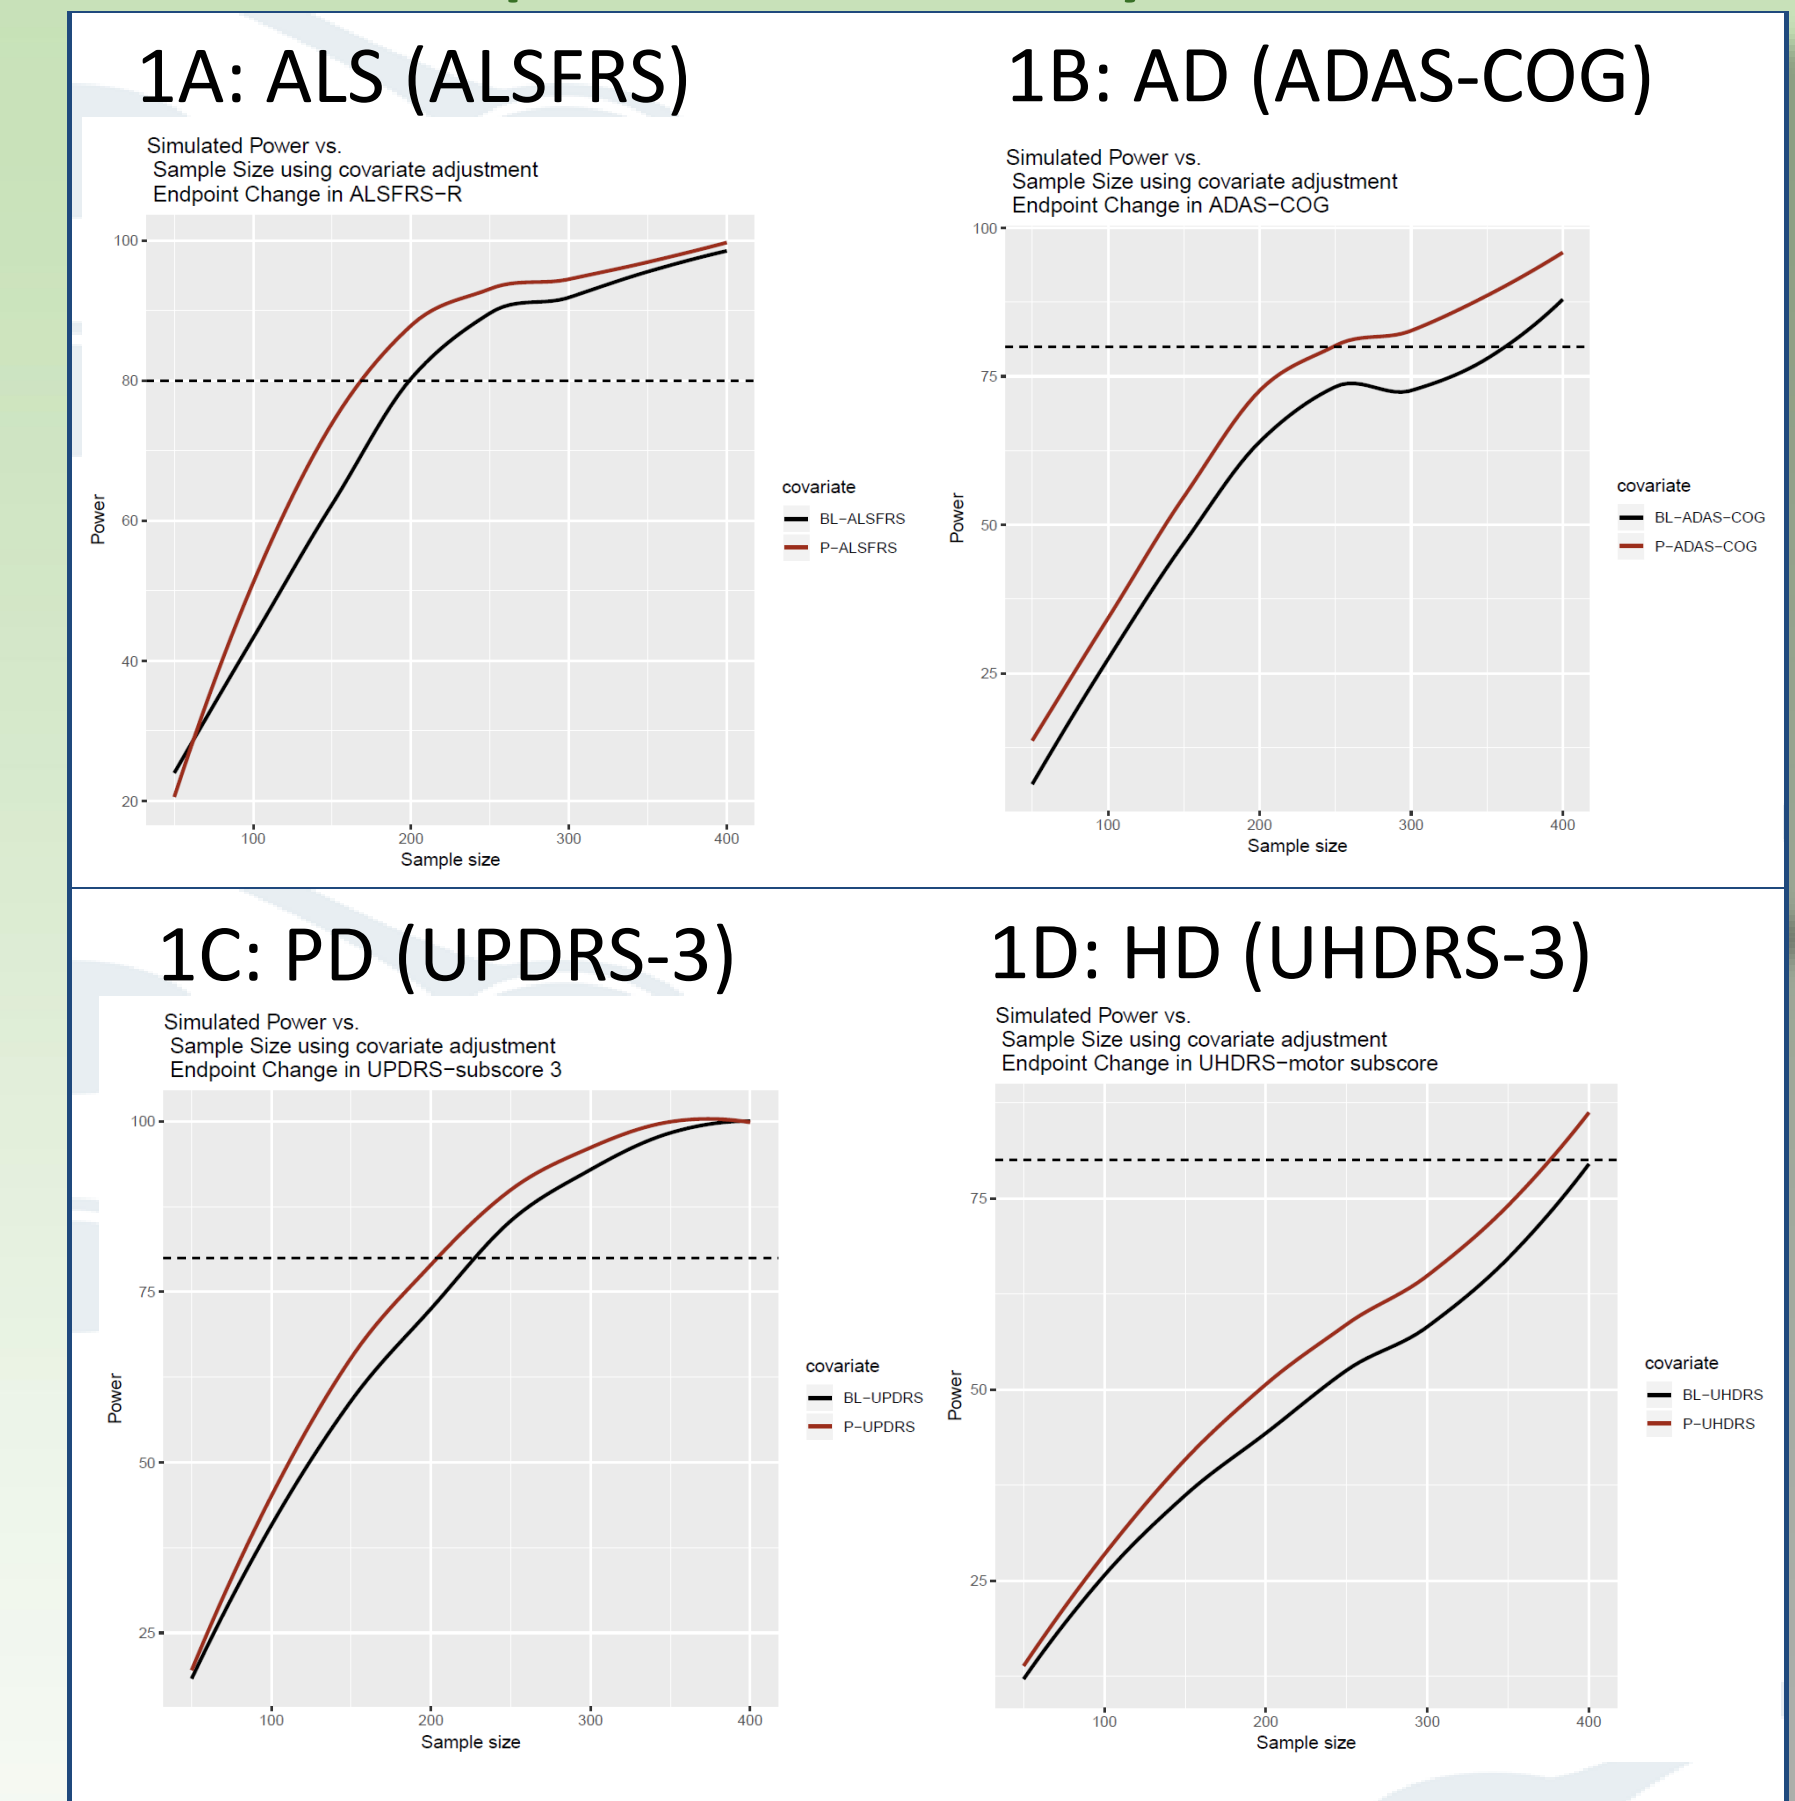 1A: ALS (ALSFRS)
Simulated Power vs.
Sample Size using covariate adjustment
Endpoint Change in ALSFRS−R
100
80
60
40
20
Power
100
200
300
400
Sample size
covariate
BL−ALSFRS
P−ALSFRS
1B: AD (ADAS-COG)
Simulated Power vs.
Sample Size using covariate adjustment
Endpoint Change in ADAS−COG
100
75
50
25
Power
100
200
300
400
Sample size
covariate
BL−ADAS−COG
P−ADAS−COG
1C: PD (UPDRS-3)
Simulated Power vs.
Sample Size using covariate adjustment
Endpoint Change in UPDRS−subscore 3
100
75
50
25
Power
100
200
300
400
Sample size
covariate
BL−UPDRS
P−UPDRS
1D: HD (UHDRS-3)
Simulated Power vs.
Sample Size using covariate adjustment
Endpoint Change in UHDRS−motor subscore
75
50
25
Power
100
200
300
400
Sample size
covariate
BL−UHDRS
P−UHDRS